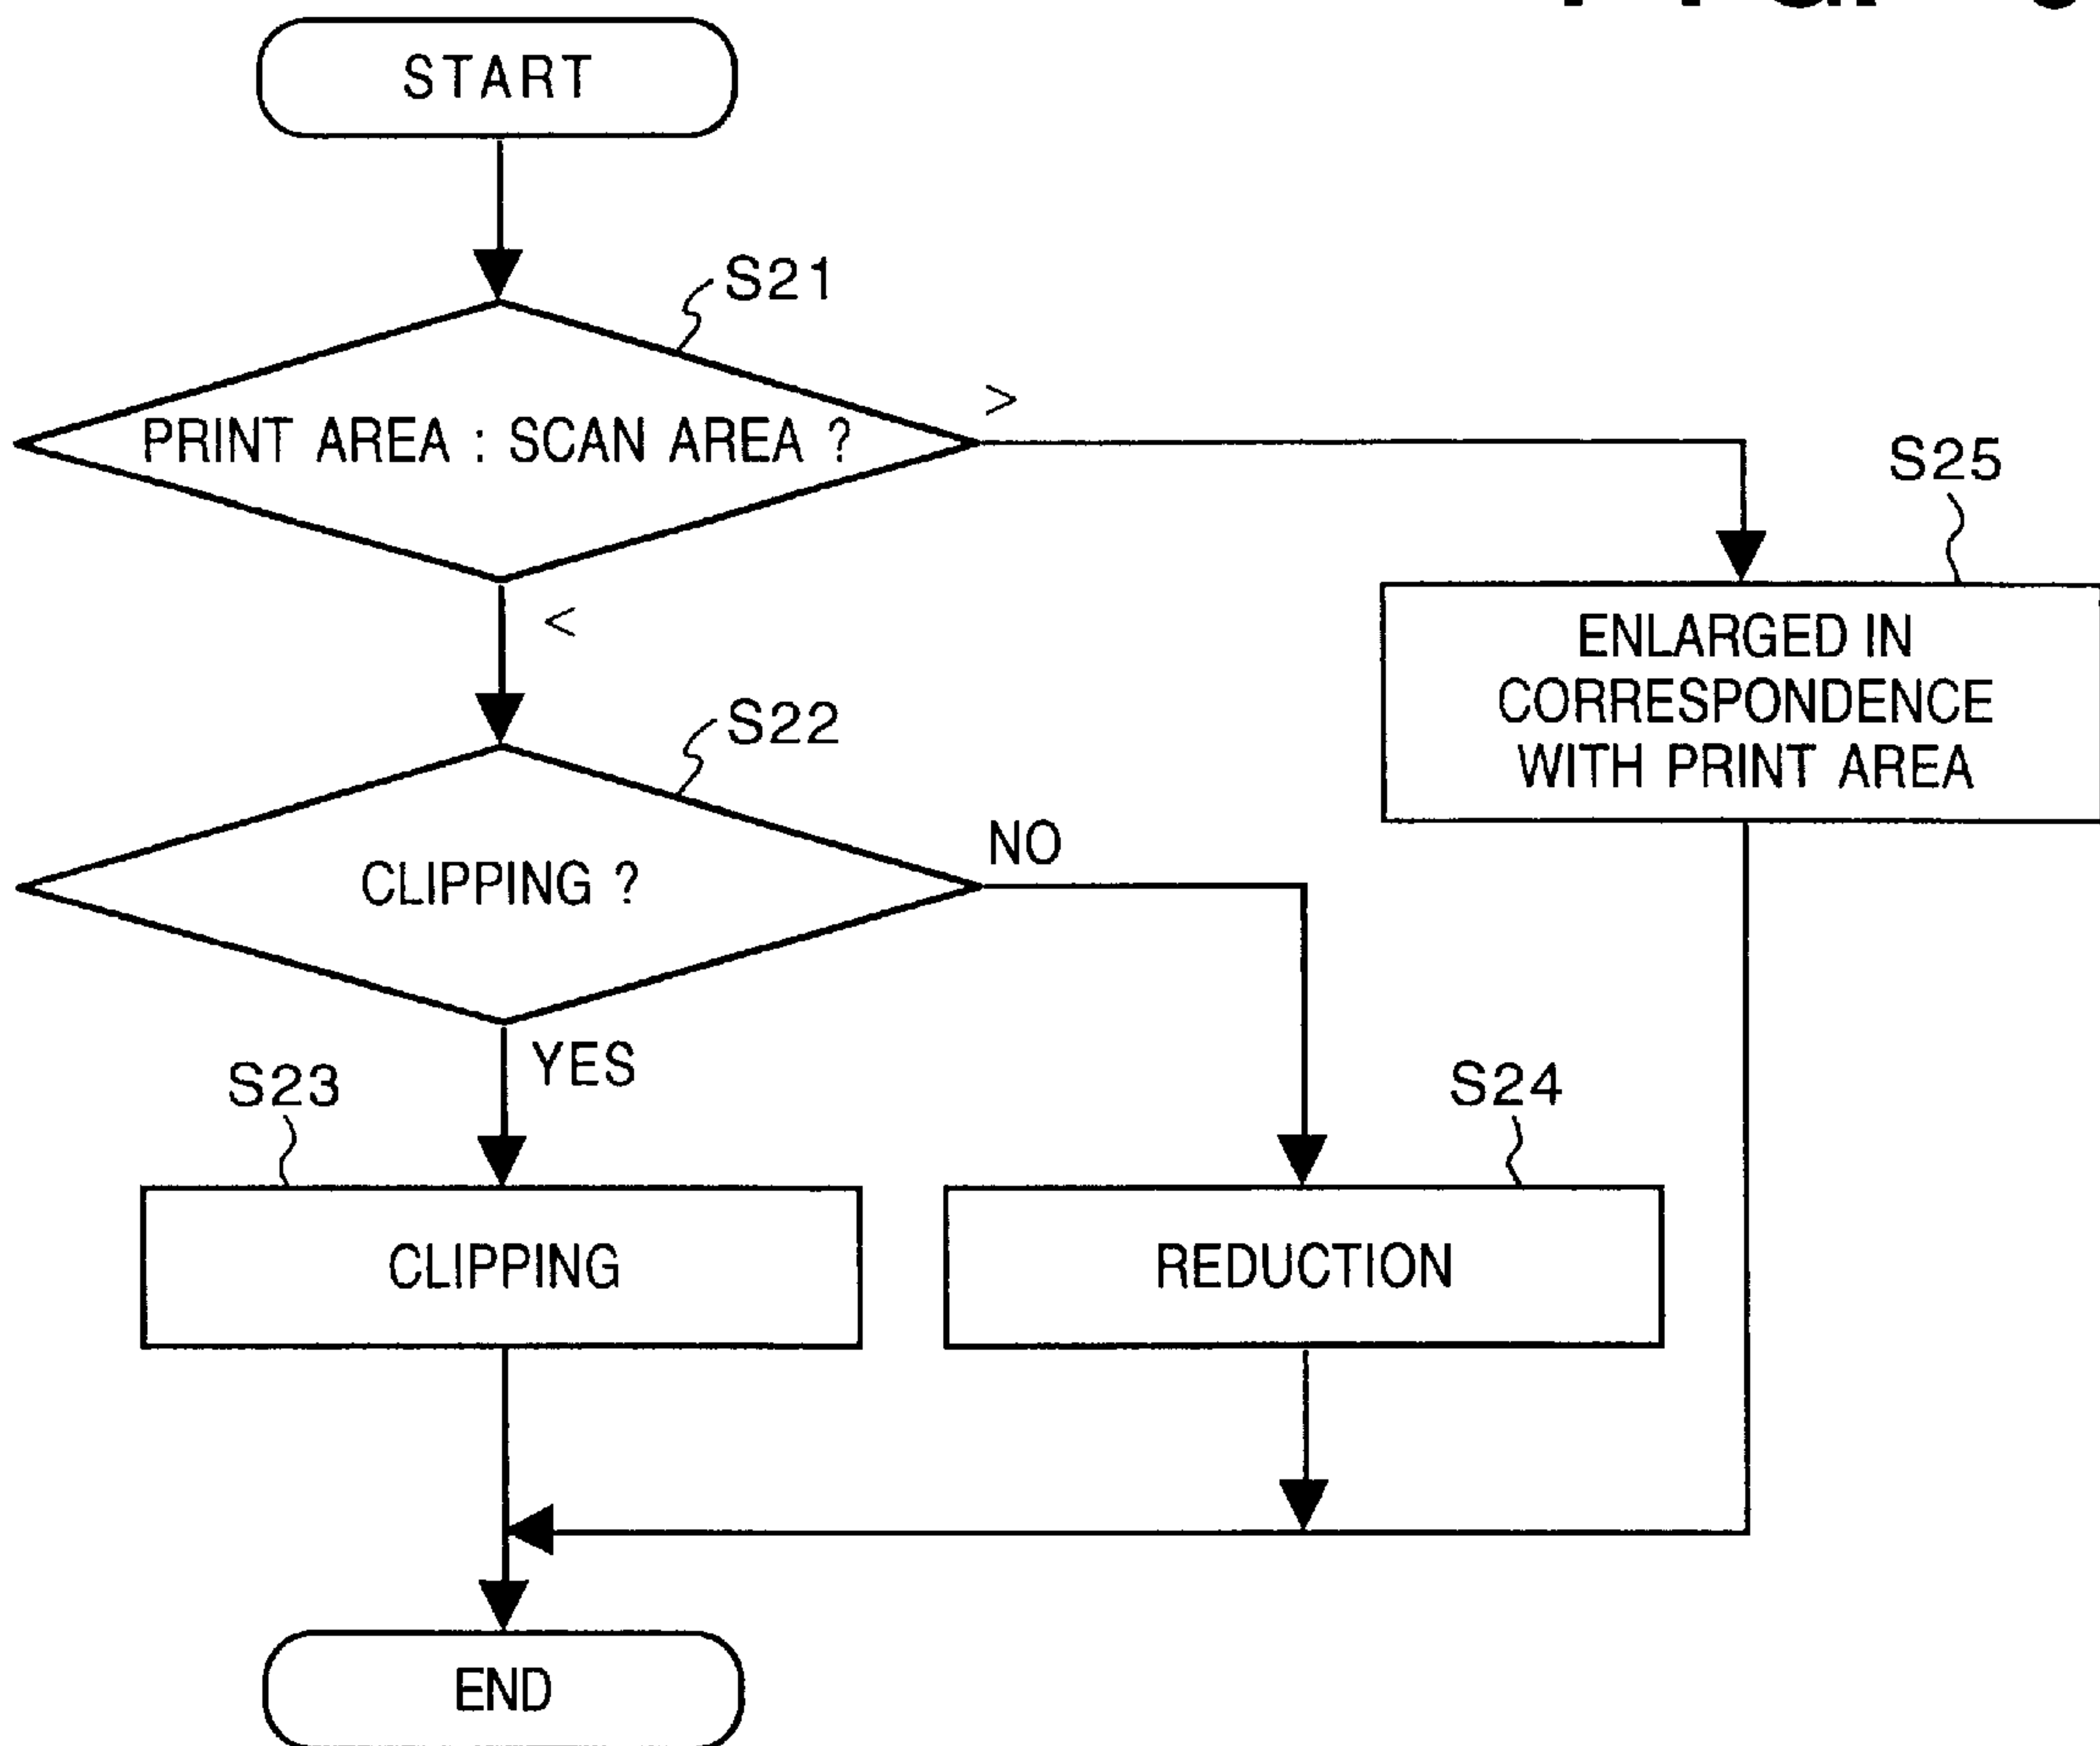 START
S21
PRINT AREA : SCAN AREA ?
>
S25
<
ENLARGED IN
CORRESPONDENCE
WITH PRINT AREA
S22
CLIPPING ?
NO
YES
S23
S24
CLIPPING
REDUCTION
END